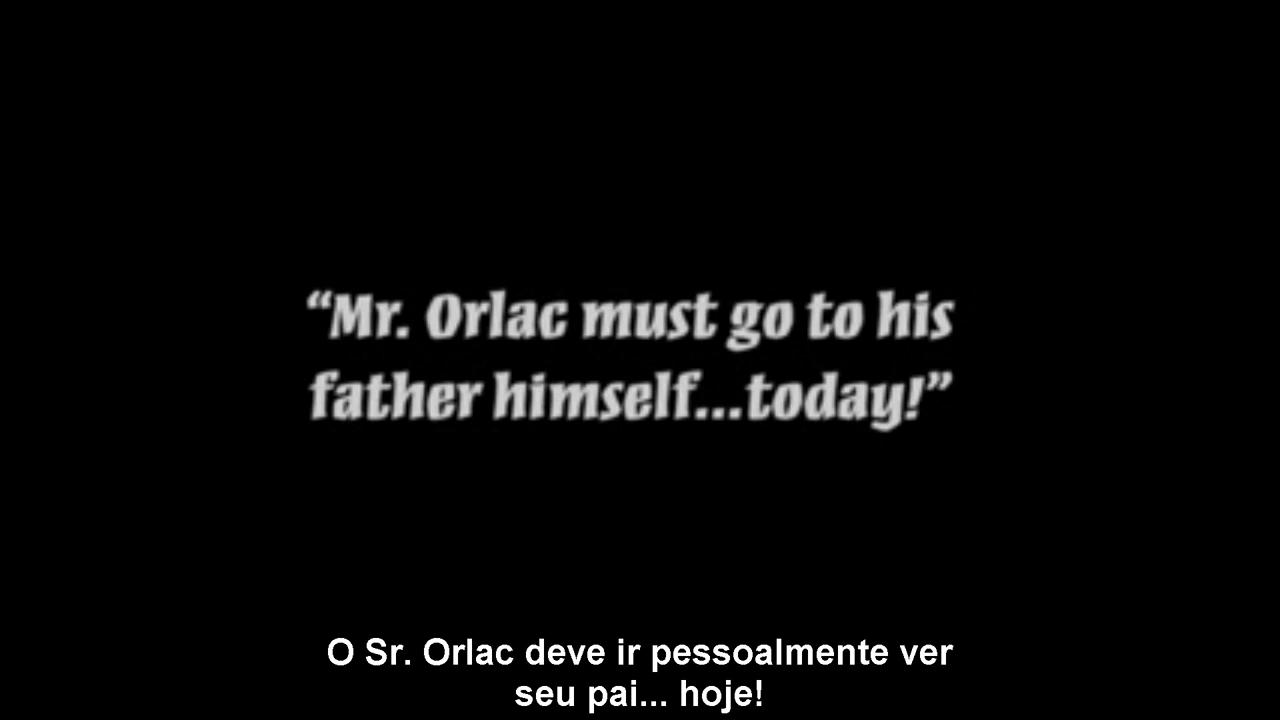 “Mr. Orlac must go to his
father himself...today!”
O Sr. Orlac deve ir pessoalmente ver
seu pai... hoje!